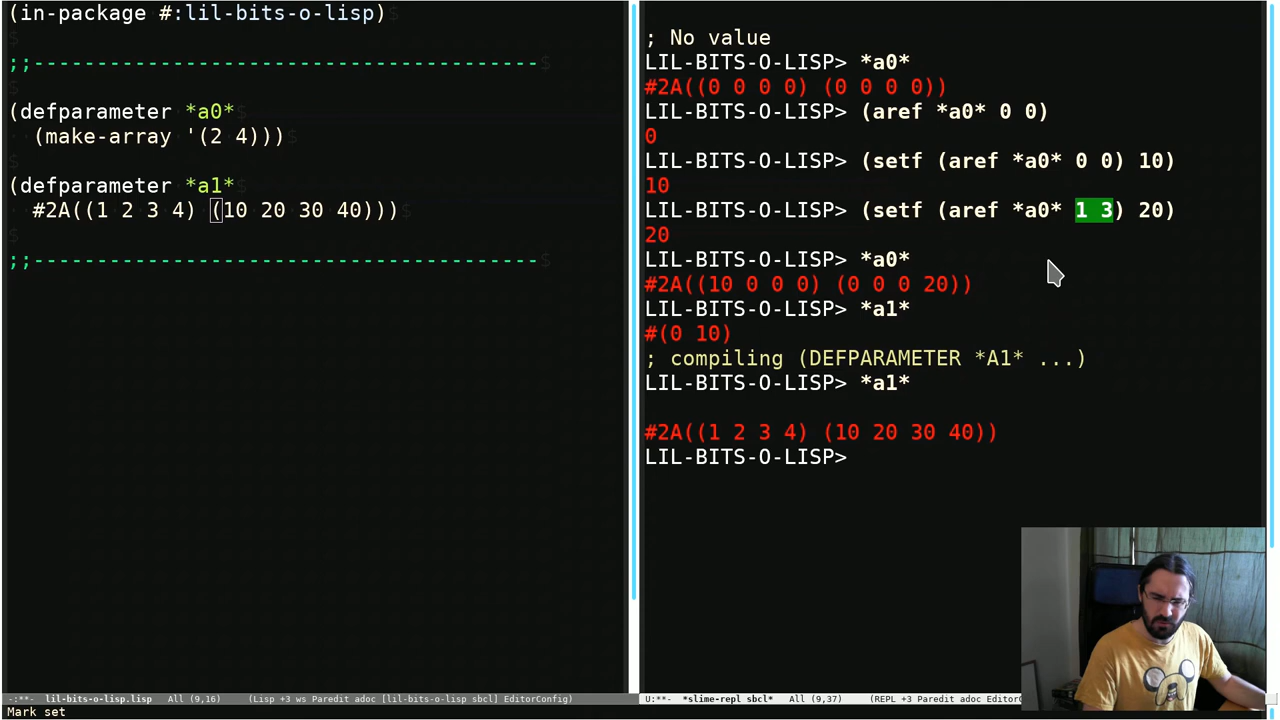 (in-package #:lil-bits-o-lisp)$
$
;;----------------------------------------$
$
(defparameter *a0*$
(make-array '(2 4)))$
$
(defparameter *a1*$
#2A((1 2 3 4) (10 20 30 40)))$
$
;;----------------------------------------$
-:**- lil-bits-o-lisp.lisp All (9,16) (Lisp +3 ws Paredit adoc [lil-bits-o-lisp sbcl] EditorConfig)
Mark set
; No value
LIL-BITS-O-LISP> *a0*
#2A((0 0 0 0) (0 0 0 0))
LIL-BITS-O-LISP> (aref *a0* 0 0)
0
LIL-BITS-O-LISP> (setf (aref *a0* 0 0) 10)
10
LIL-BITS-O-LISP> (setf (aref *a0* 1 3) 20)
20
LIL-BITS-O-LISP> *a0*
#2A((10 0 0 0) (0 0 0 20))
LIL-BITS-O-LISP> *a1*
#(0 10)
; compiling (DEFPARAMETER *A1* ...)
LIL-BITS-O-LISP> *a1*
#2A((1 2 3 4) (10 20 30 40))
LIL-BITS-O-LISP>
U:**- *slime-repl sbcl* All (9,37) (REPL +3 Paredit adoc EditorC